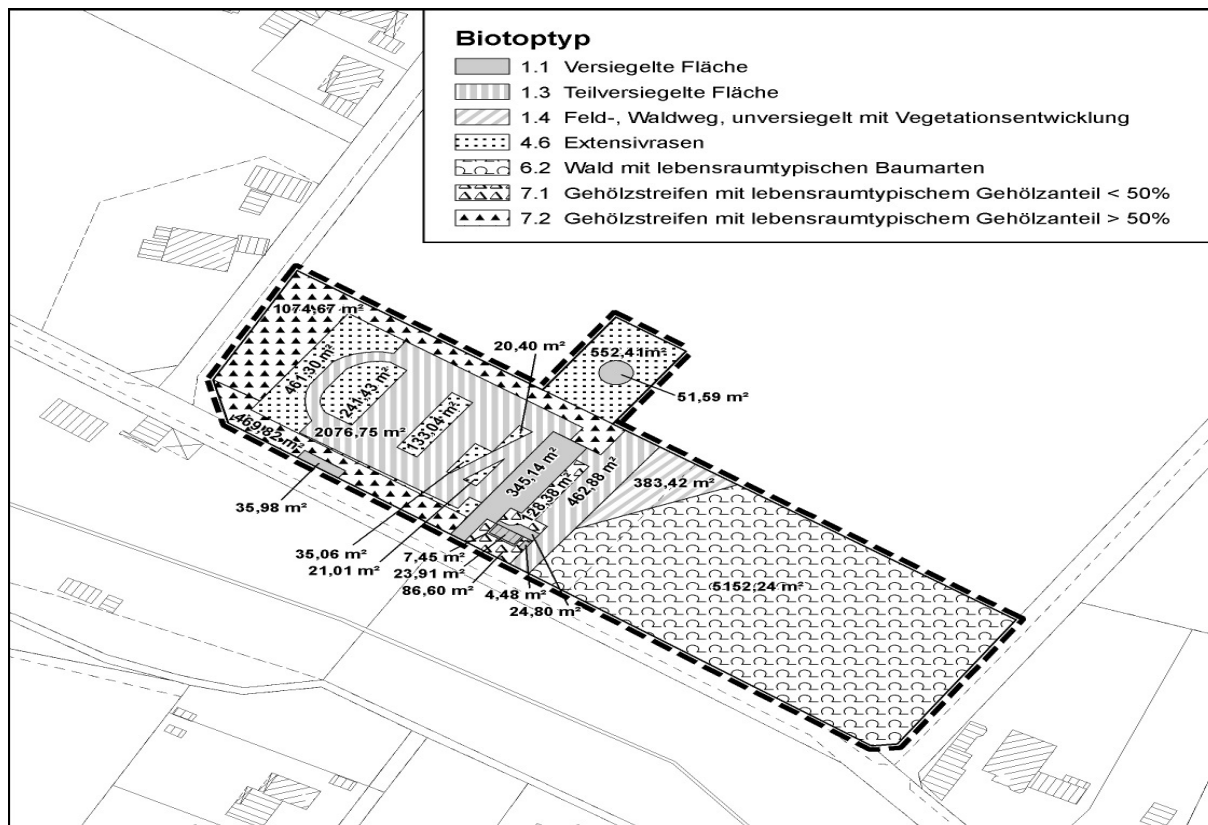 Biotoptyp
1.1 Versiegelte Fläche
1.3 Teilversiegelte Fläche
1.4 Feld-, Waldweg, unversiegelt mit Vegetationsentwicklung
4.6 Extensivrasen
6.2 Wald mit lebensraumtypischen Baumarten
7.1 Gehölzstreifen mit lebensraumtypischem Gehölzanteil < 50%
7.2 Gehölzstreifen mit lebensraumtypischem Gehölzanteil > 50%
1074,67 m²
20,40 m²
552,41m²
51,59 m²
461,30 m²
241,43 m²
133,04 m²
469,82 m²
2076,75 m²
345,14 m²
128,38 m²
462,88 m²
383,42 m²
35,98 m²
35,06 m²
21,01 m²
7,45 m²
23,91 m²
86,60 m²
4,48 m²
24,80 m²
5152,24 m²